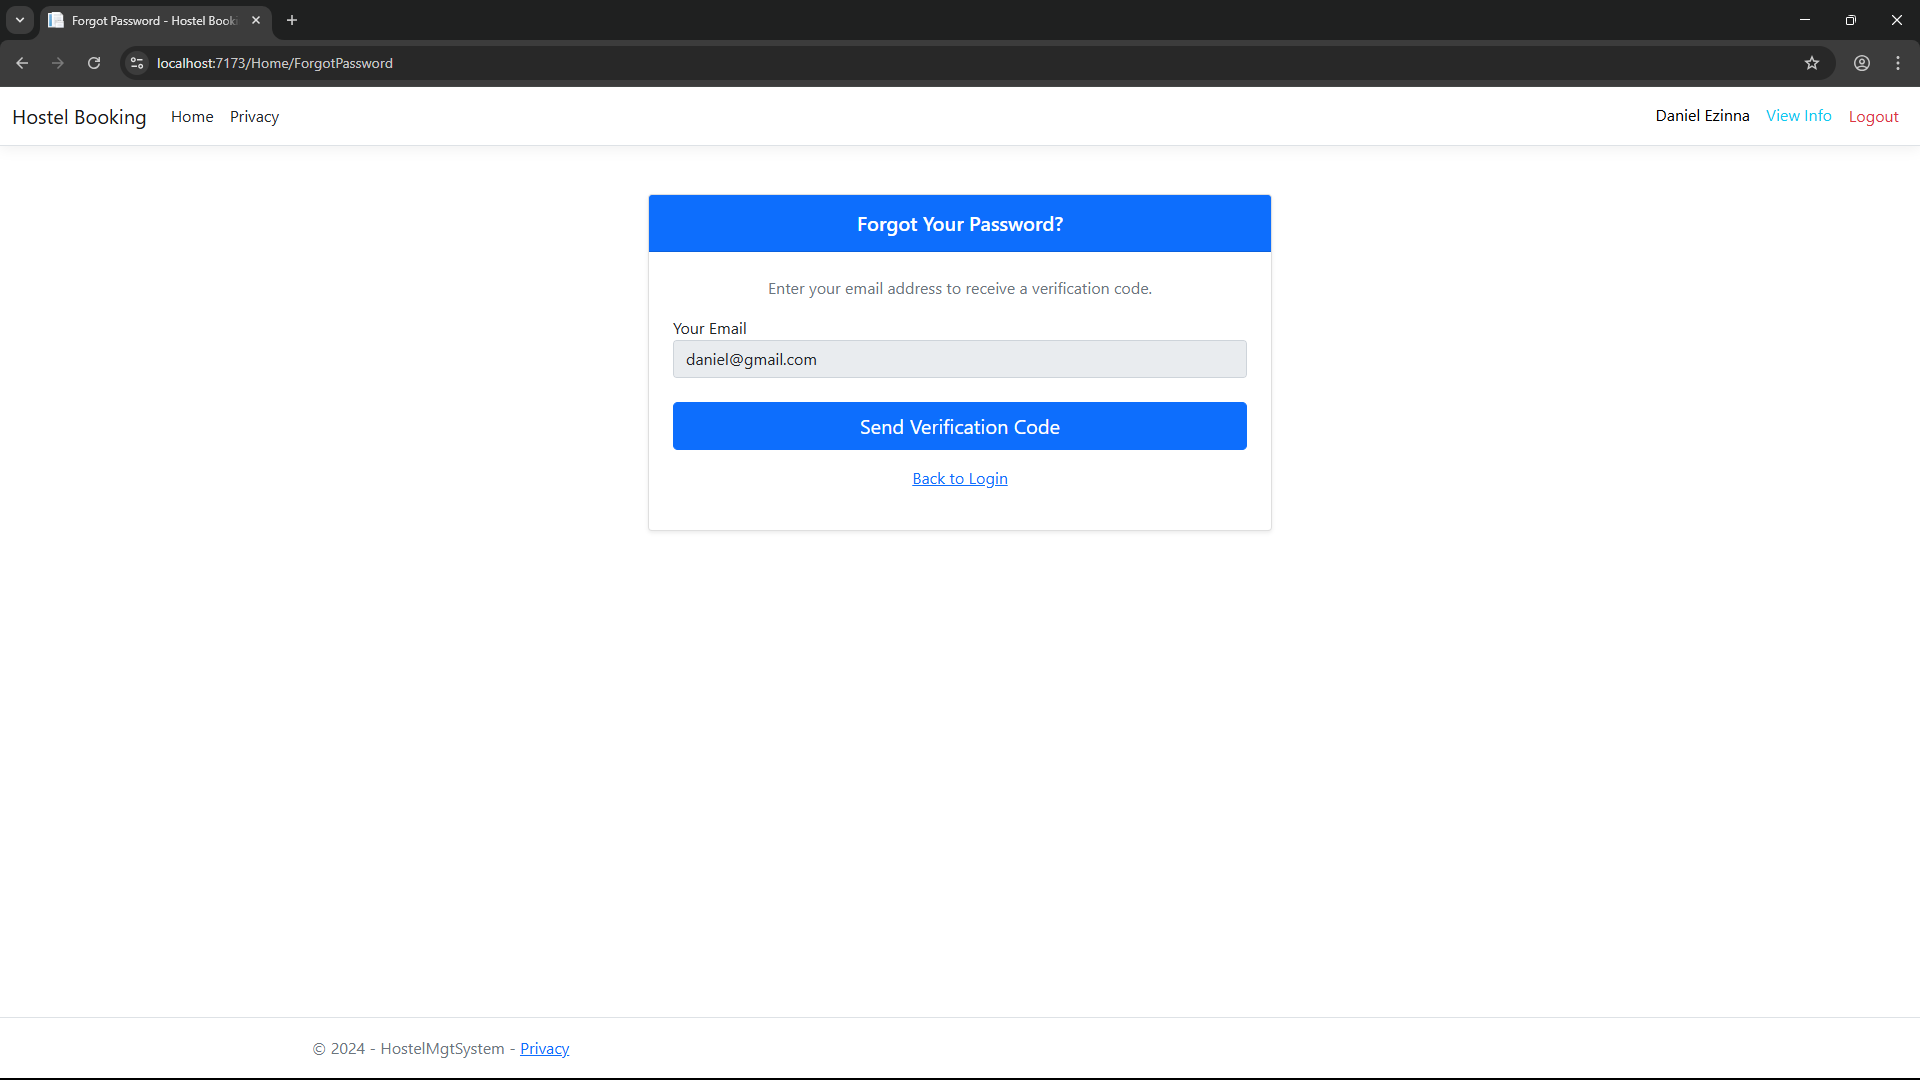 Forgot Password - Hostel Booki
localhost:7173/Home/ForgotPassword
Hostel Booking Home Privacy Daniel Ezinna View Info Logout
Forgot Your Password?
Enter your email address to receive a verification code.
Your Email
daniel@gmail.com
Send Verification Code
Back to Login
© 2024 - HostelMgtSystem - Privacy